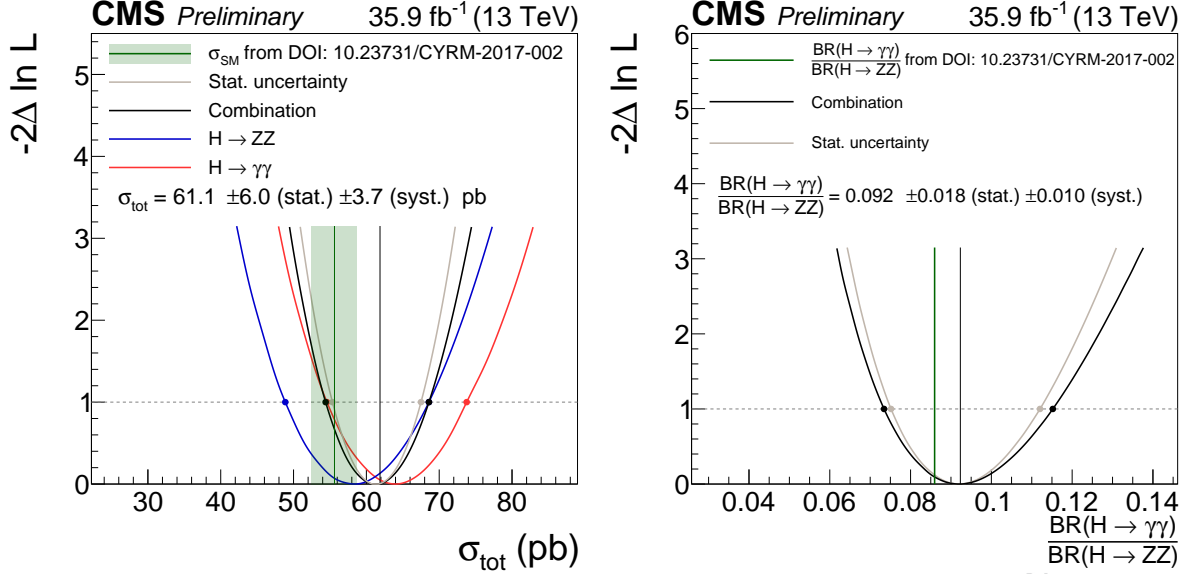 CMS Preliminary 35.9 fb⁻¹ (13 TeV)
-2Δ ln L
σ_SM from DOI: 10.23731/CYRM-2017-002
Stat. uncertainty
Combination
H → ZZ
H → γγ
σ_tot = 61.1 ±6.0 (stat.) ±3.7 (syst.) pb
5
4
3
2
1
0
30 40 50 60 70 80
σ_tot (pb)
CMS Preliminary 35.9 fb⁻¹ (13 TeV)
-2Δ ln L
BR(H → γγ)
BR(H → ZZ)
from DOI: 10.23731/CYRM-2017-002
Combination
Stat. uncertainty
BR(H → γγ)
BR(H → ZZ)
= 0.092 ±0.018 (stat.) ±0.010 (syst.)
6
5
4
3
2
1
0
0.04 0.06 0.08 0.1 0.12 0.14
BR(H → γγ)
BR(H → ZZ)